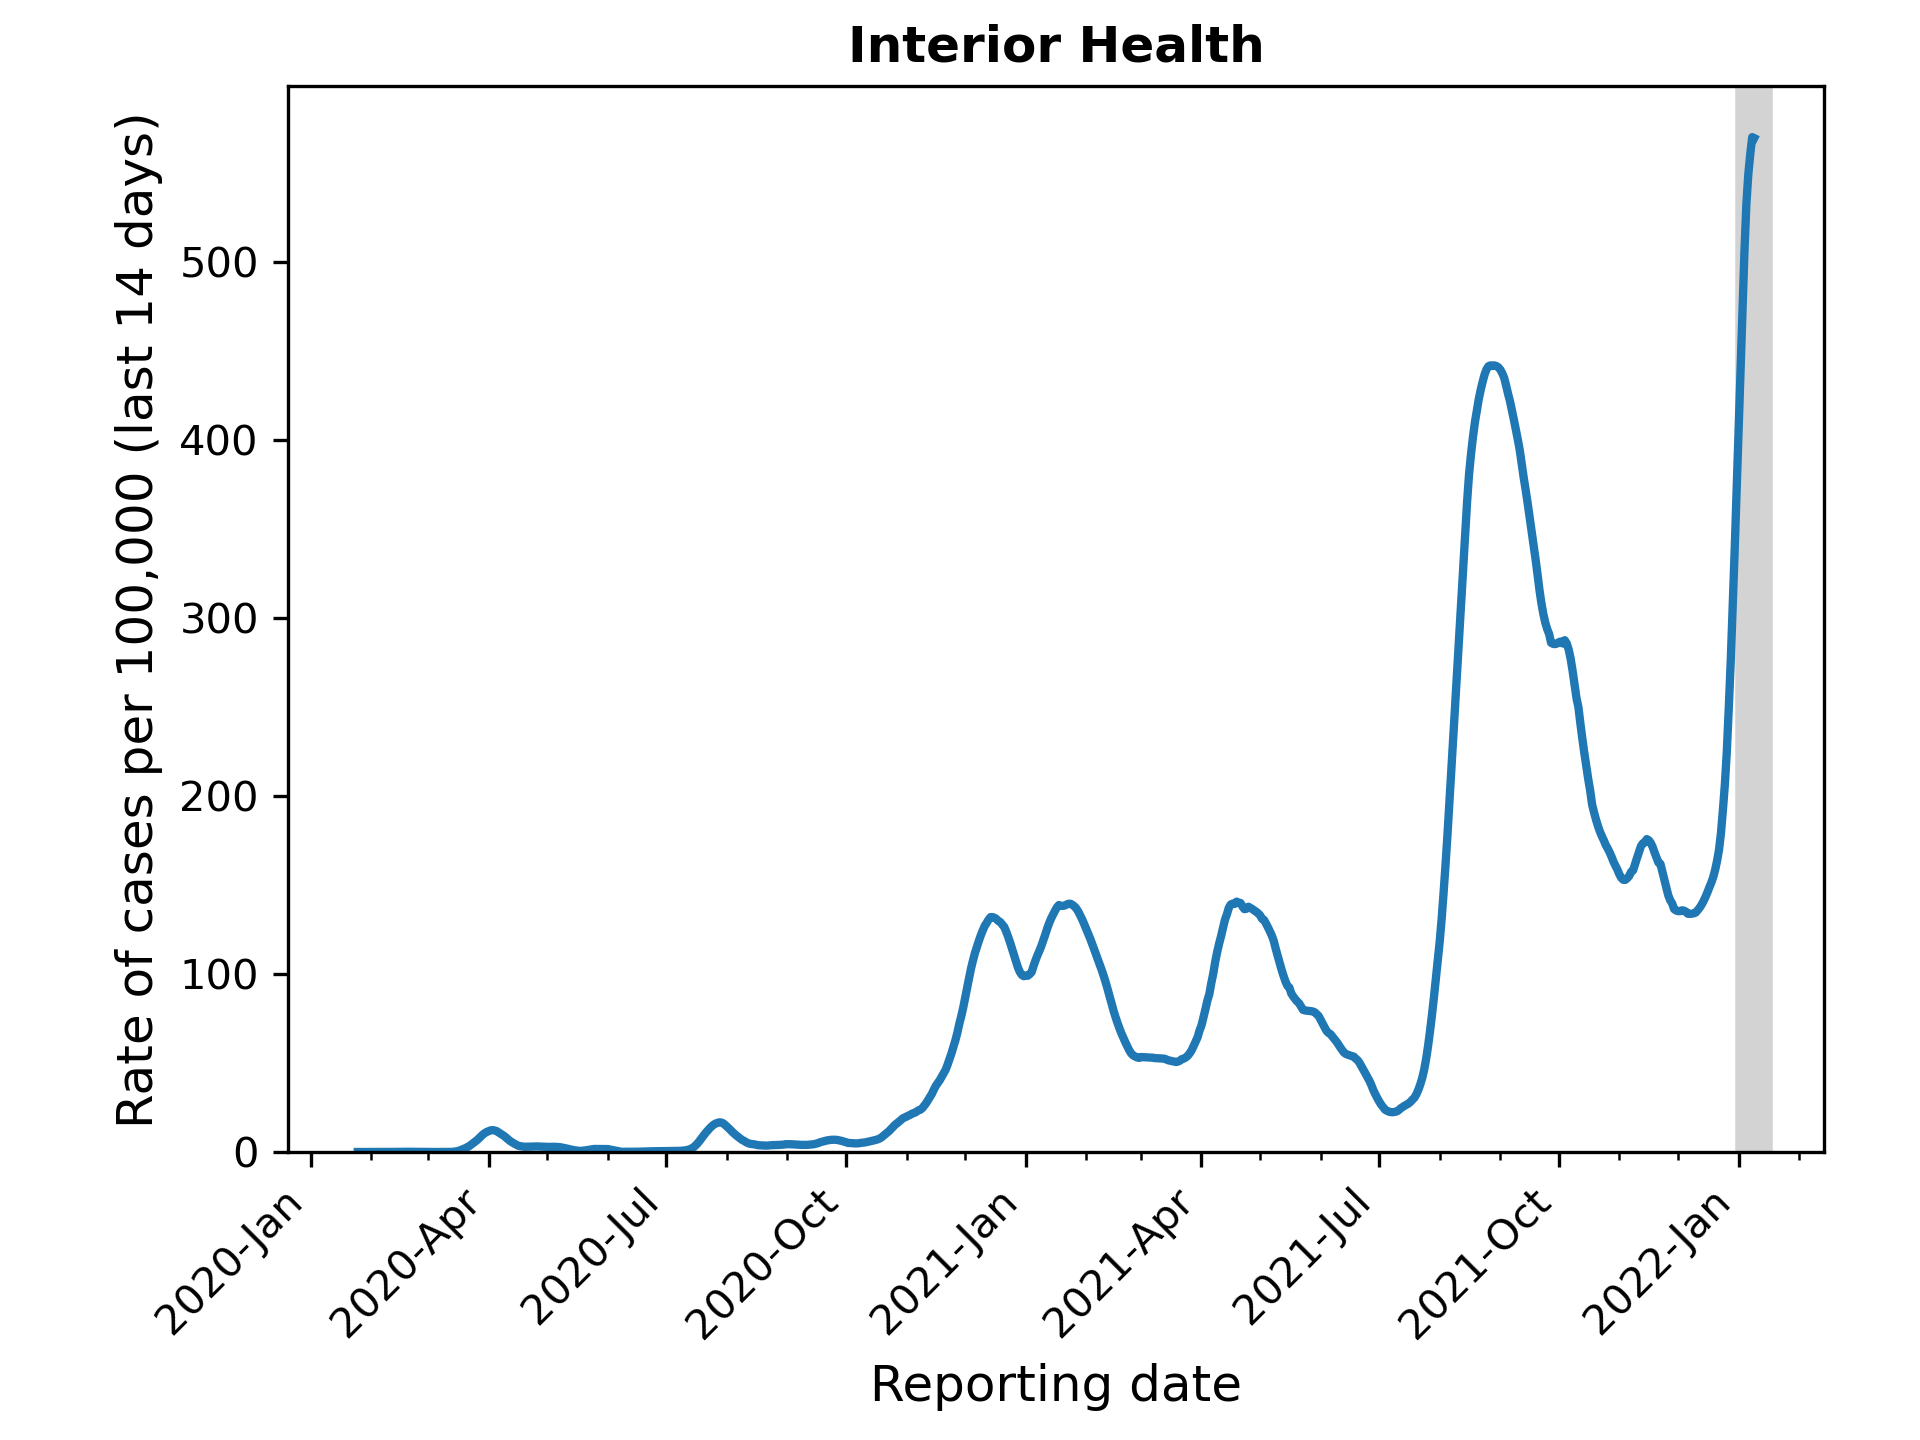 Interior Health
Rate of cases per 100,000 (last 14 days)
500
400
300
200
100
0
2020-Jan
2020-Apr
2020-Jul
2020-Oct
2021-Jan
2021-Apr
2021-Jul
2021-Oct
2022-Jan
Reporting date